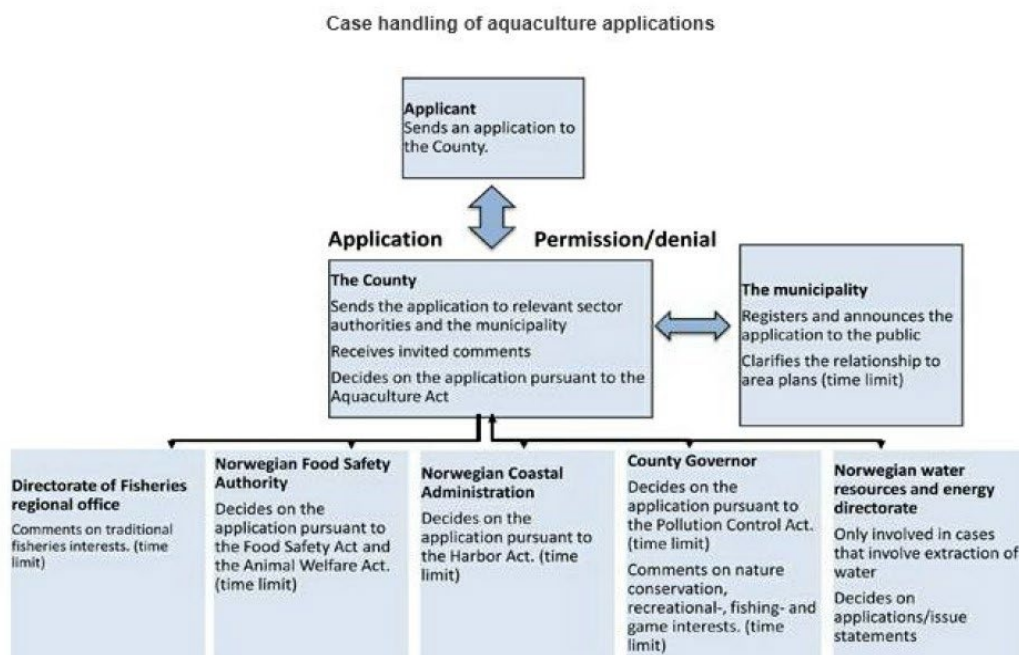 Case handling of aquaculture applications
Applicant
Sends an application to
the County.
Application
Permission/denial
The County
Sends the application to relevant sector
authorities and the municipality
Receives invited comments
Decides on the application pursuant to the
Aquaculture Act
The municipality
Registers and announces the
application to the public
Clarifies the relationship to
area plans (time limit)
Directorate of Fisheries
regional office
Comments on traditional
fisheries interests. (time
limit)
Norwegian Food Safety
Authority
Decides on the
application pursuant to
the Food Safety Act and
the Animal Welfare Act.
(time limit)
Norwegian Coastal
Administration
Decides on the
application pursuant to
the Harbor Act. (time
limit)
County Governor
Decides on the
application pursuant to
the Pollution Control Act.
(time limit)
Comments on nature
conservation,
recreational-, fishing- and
game interests. (time
limit)
Norwegian water
resources and energy
directorate
Only involved in cases
that involve extraction of
water
Decides on
applications/issue
statements